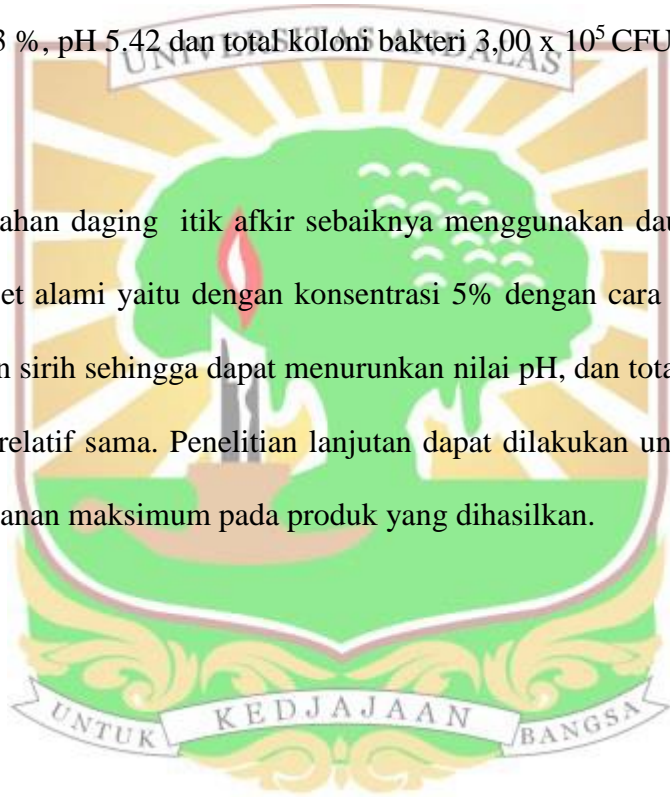 3 %, pH 5.42 dan total koloni bakteri 3,00 x 10⁵ CFU
UNIVERSITAS ANDALAS
ahan daging itik afkir sebaiknya menggunakan dau
et alami yaitu dengan konsentrasi 5% dengan cara
n sirih sehingga dapat menurunkan nilai pH, dan tota
relatif sama. Penelitian lanjutan dapat dilakukan un
anan maksimum pada produk yang dihasilkan.
UNTUK KEDJAJAAN BANGSA